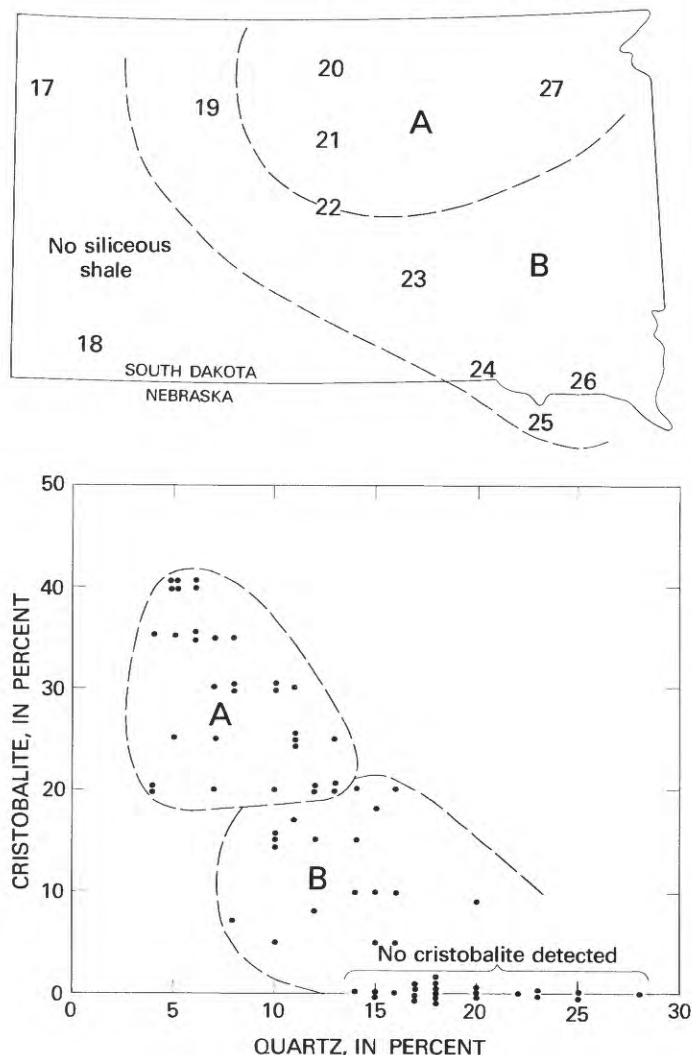 17
19
20
27
A
21
22
No siliceous
shale
23
B
18
SOUTH DAKOTA
NEBRASKA
24
26
25
CRISTOBALITE, IN PERCENT
50
40
30
20
10
0
A
B
No cristobalite detected
0
5
10
15
20
25
30
QUARTZ, IN PERCENT